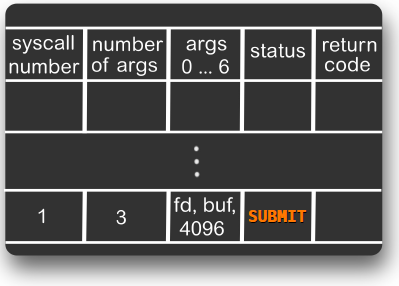 syscall number
number of args
args 0 ... 6
status
return code
1
3
fd, buf, 4096
SUBMIT